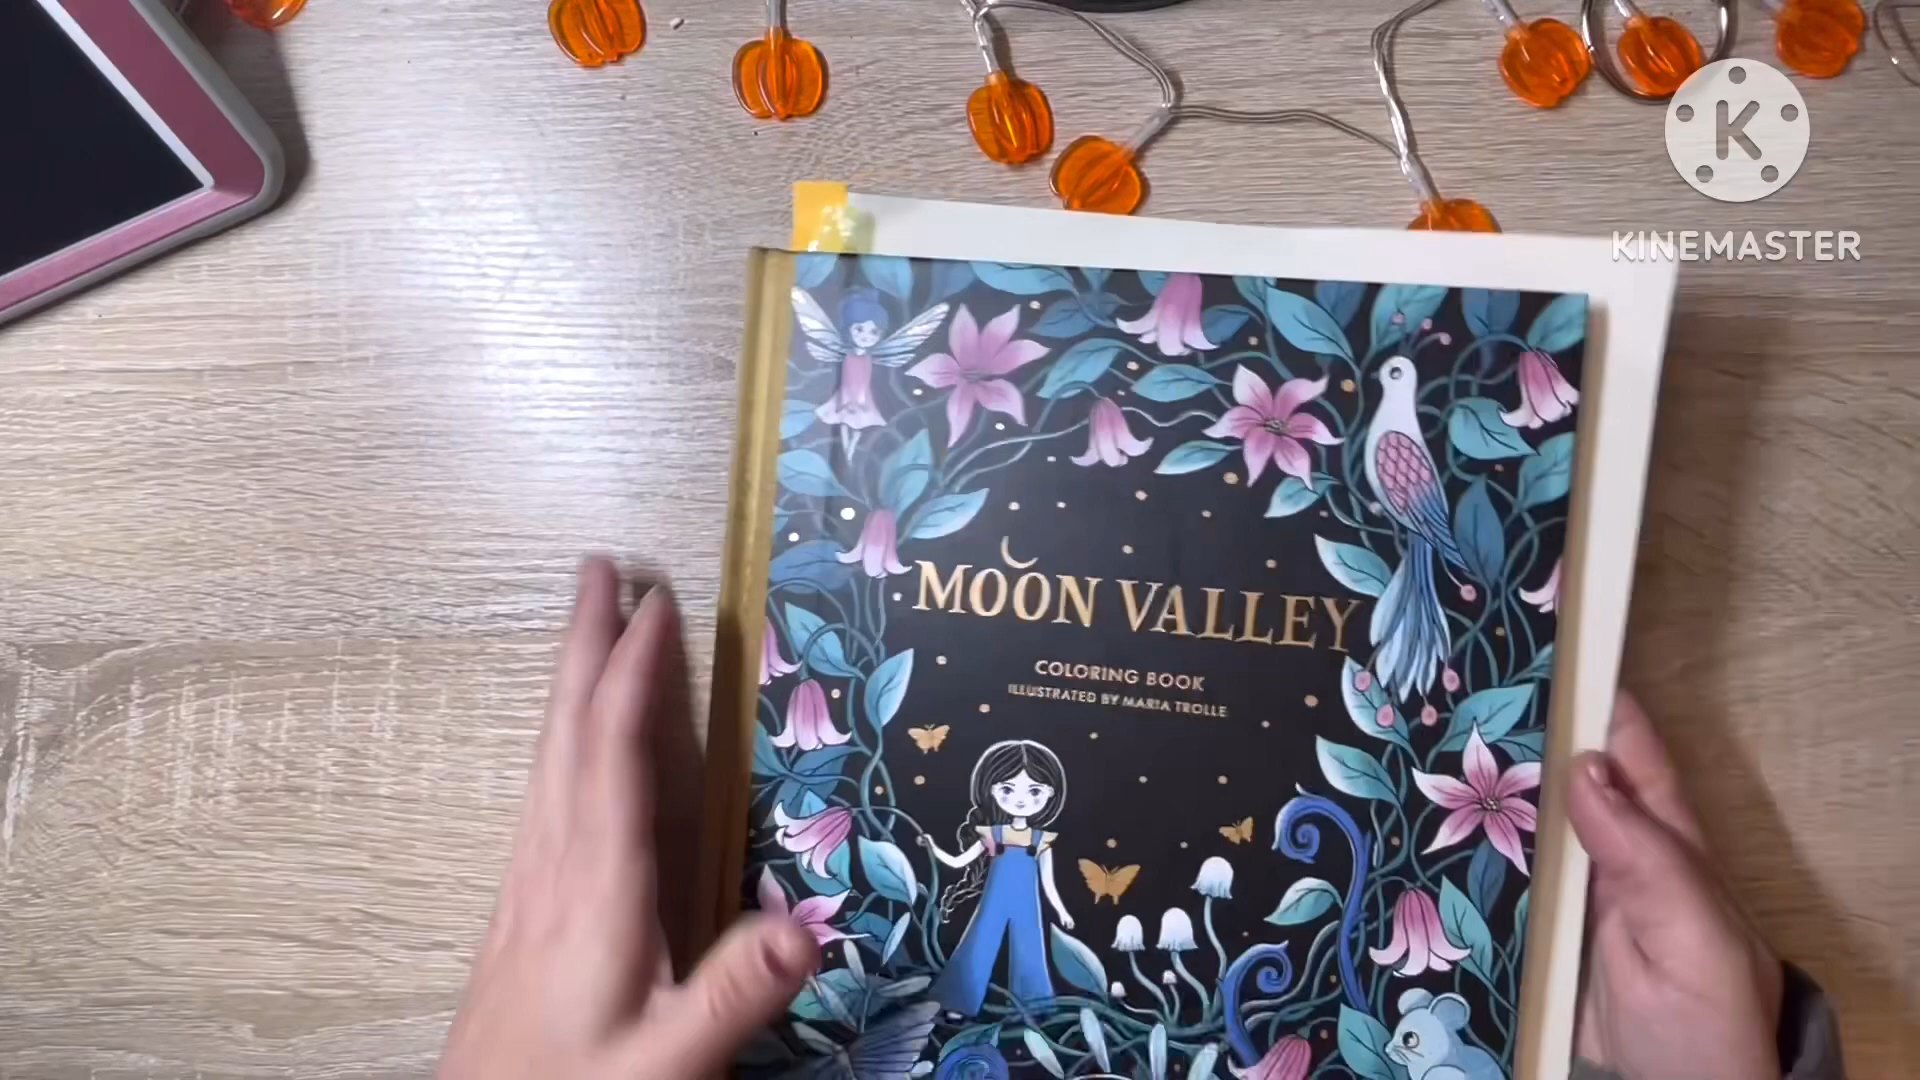 K
KINEMASTER
MOON VALLEY
COLORING BOOK
ILLUSTRATED BY MARIA TROLLE